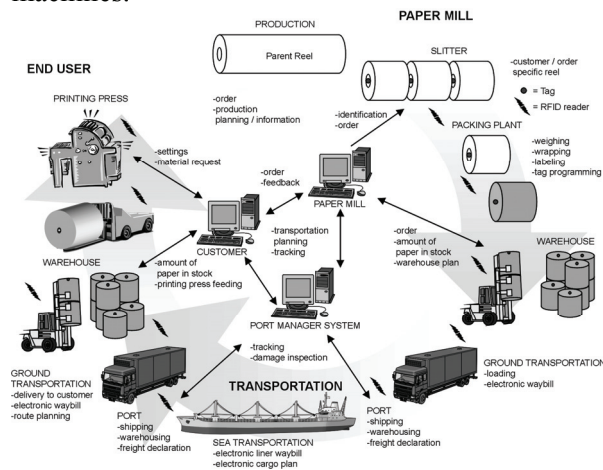 PRODUCTION
Parent Reel
PAPER MILL
SLITTER
-customer / order
specific reel
= Tag
= RFID reader
END USER
PRINTING PRESS
-order
-production
planning / information
-identification
-order
PACKING PLANT
-weighing
-wrapping
-labeling
-tag programming
-settings
-material request
-order
-feedback
PAPER MILL
CUSTOMER
-transportation
planning
-tracking
-order
-amount of
paper in stock
-warehouse plan
WAREHOUSE
WAREHOUSE
-amount of
paper in stock
-printing press feeding
PORT MANAGER SYSTEM
-tracking
-damage inspection
GROUND
TRANSPORTATION
-delivery to customer
-electronic waybill
-route planning
PORT
-shipping
-warehousing
-freight declaration
TRANSPORTATION
SEA TRANSPORTATION
-electronic liner waybill
-electronic cargo plan
PORT
-shipping
-warehousing
-freight declaration
GROUND TRANSPORTATION
-loading
-electronic waybill